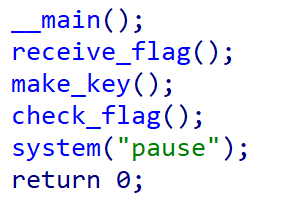 __main();
receive_flag();
make_key();
check_flag();
system("pause");
return 0;